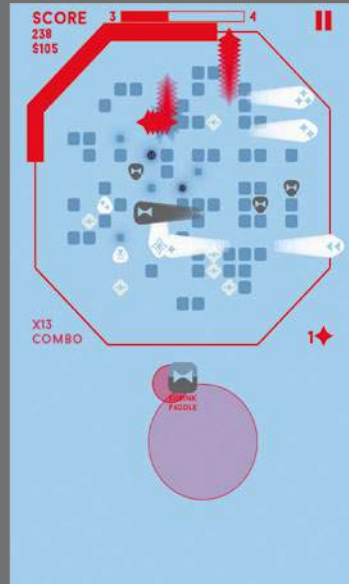 SCORE 3 4
238
$105
X13
COMBO
1
SHRINK
PADDLE